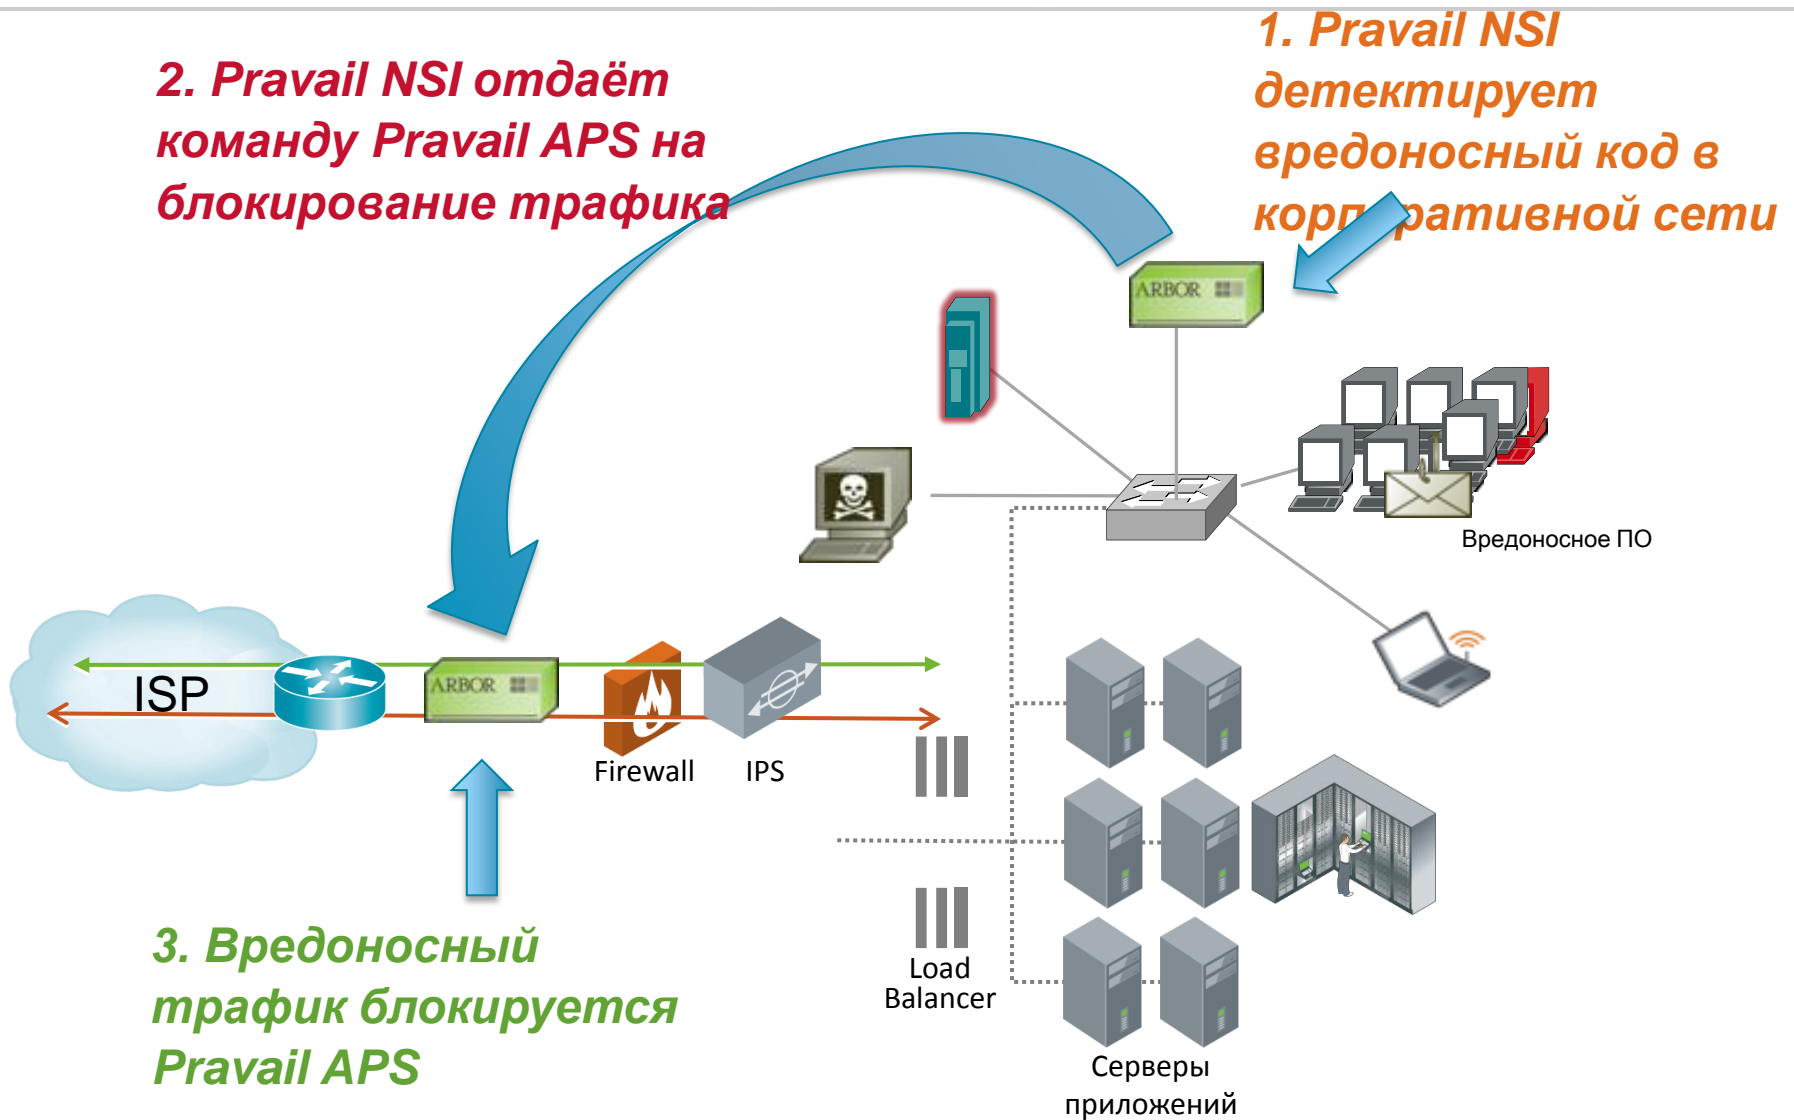 1. Pravail NSI
детектирует
вредоносный код в
корпоративной сети
2. Pravail NSI отдаёт
команду Pravail APS на
блокирование трафика
ARBOR
Вредоносное ПО
ISP
ARBOR
Firewall
IPS
3. Вредоносный
трафик блокируется
Pravail APS
Load
Balancer
Серверы
приложений